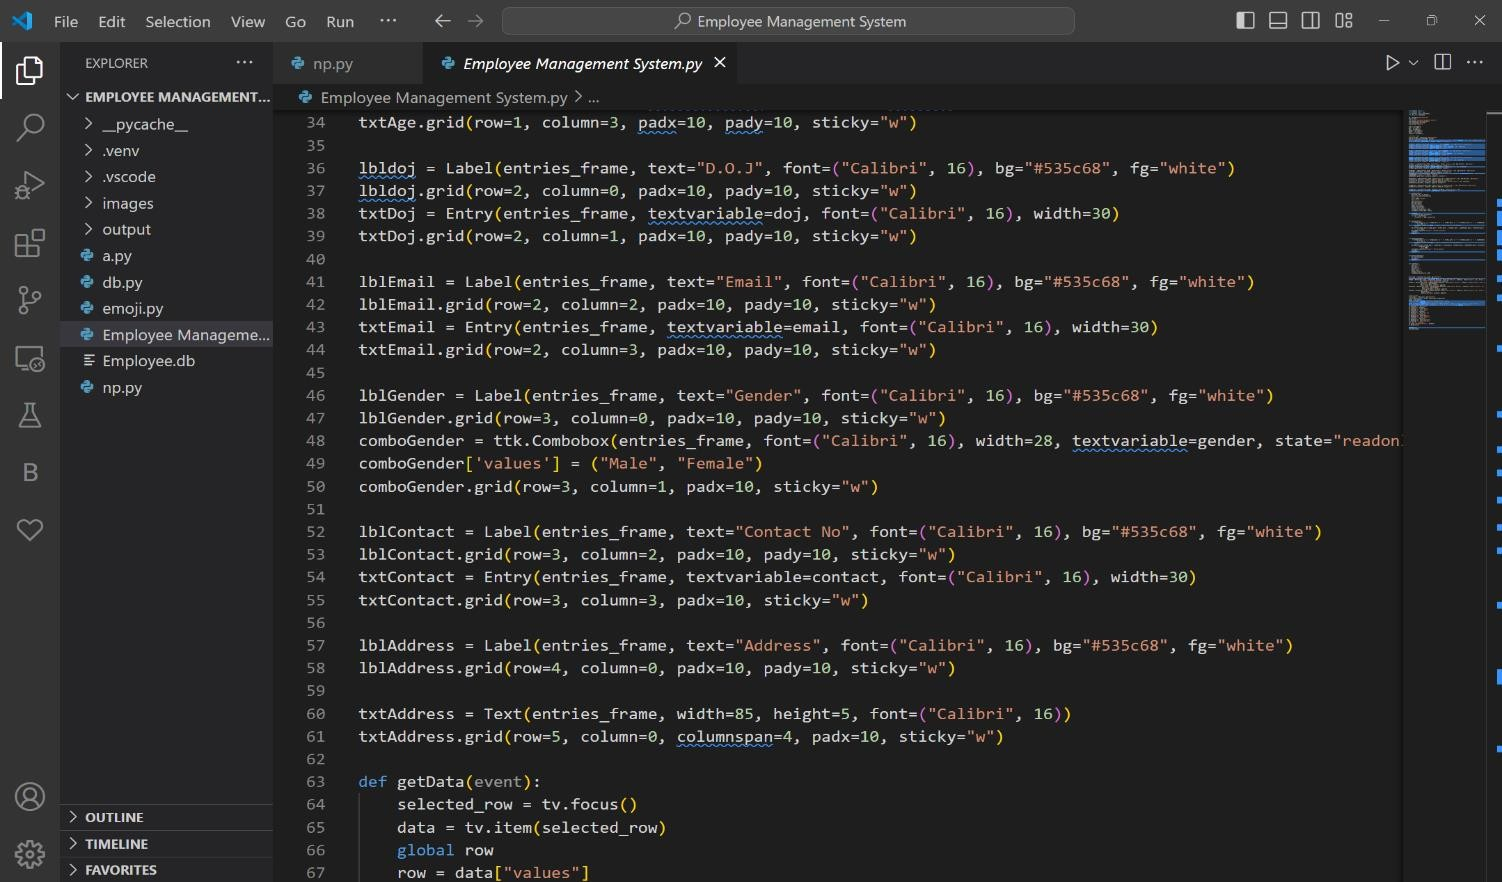 File Edit Selection View Go Run ··· Employee Management System
EXPLORER ···
EMPLOYEE MANAGEMENT...
__pycache__
.venv
.vscode
images
output
a.py
db.py
emoji.py
Employee Manageme...
Employee.db
np.py
OUTLINE
TIMELINE
FAVORITES
B
np.py Employee Management System.py
Employee Management System.py > ...
34 txtAge.grid(row=1, column=3, padx=10, pady=10, sticky="w")
35
36 lbldoj = Label(entries_frame, text="D.O.J", font=("Calibri", 16), bg="#535c68", fg="white")
37 lbldoj.grid(row=2, column=0, padx=10, pady=10, sticky="w")
38 txtDoj = Entry(entries_frame, textvariable=doj, font=("Calibri", 16), width=30)
39 txtDoj.grid(row=2, column=1, padx=10, pady=10, sticky="w")
40
41 lblEmail = Label(entries_frame, text="Email", font=("Calibri", 16), bg="#535c68", fg="white")
42 lblEmail.grid(row=2, column=2, padx=10, pady=10, sticky="w")
43 txtEmail = Entry(entries_frame, textvariable=email, font=("Calibri", 16), width=30)
44 txtEmail.grid(row=2, column=3, padx=10, pady=10, sticky="w")
45
46 lblGender = Label(entries_frame, text="Gender", font=("Calibri", 16), bg="#535c68", fg="white")
47 lblGender.grid(row=3, column=0, padx=10, pady=10, sticky="w")
48 comboGender = ttk.Combobox(entries_frame, font=("Calibri", 16), width=28, textvariable=gender, state="readon
49 comboGender['values'] = ("Male", "Female")
50 comboGender.grid(row=3, column=1, padx=10, sticky="w")
51
52 lblContact = Label(entries_frame, text="Contact No", font=("Calibri", 16), bg="#535c68", fg="white")
53 lblContact.grid(row=3, column=2, padx=10, pady=10, sticky="w")
54 txtContact = Entry(entries_frame, textvariable=contact, font=("Calibri", 16), width=30)
55 txtContact.grid(row=3, column=3, padx=10, sticky="w")
56
57 lblAddress = Label(entries_frame, text="Address", font=("Calibri", 16), bg="#535c68", fg="white")
58 lblAddress.grid(row=4, column=0, padx=10, pady=10, sticky="w")
59
60 txtAddress = Text(entries_frame, width=85, height=5, font=("Calibri", 16))
61 txtAddress.grid(row=5, column=0, columnspan=4, padx=10, sticky="w")
62
63 def getData(event):
64 selected_row = tv.focus()
65 data = tv.item(selected_row)
66 global row
67 row = data["values"]